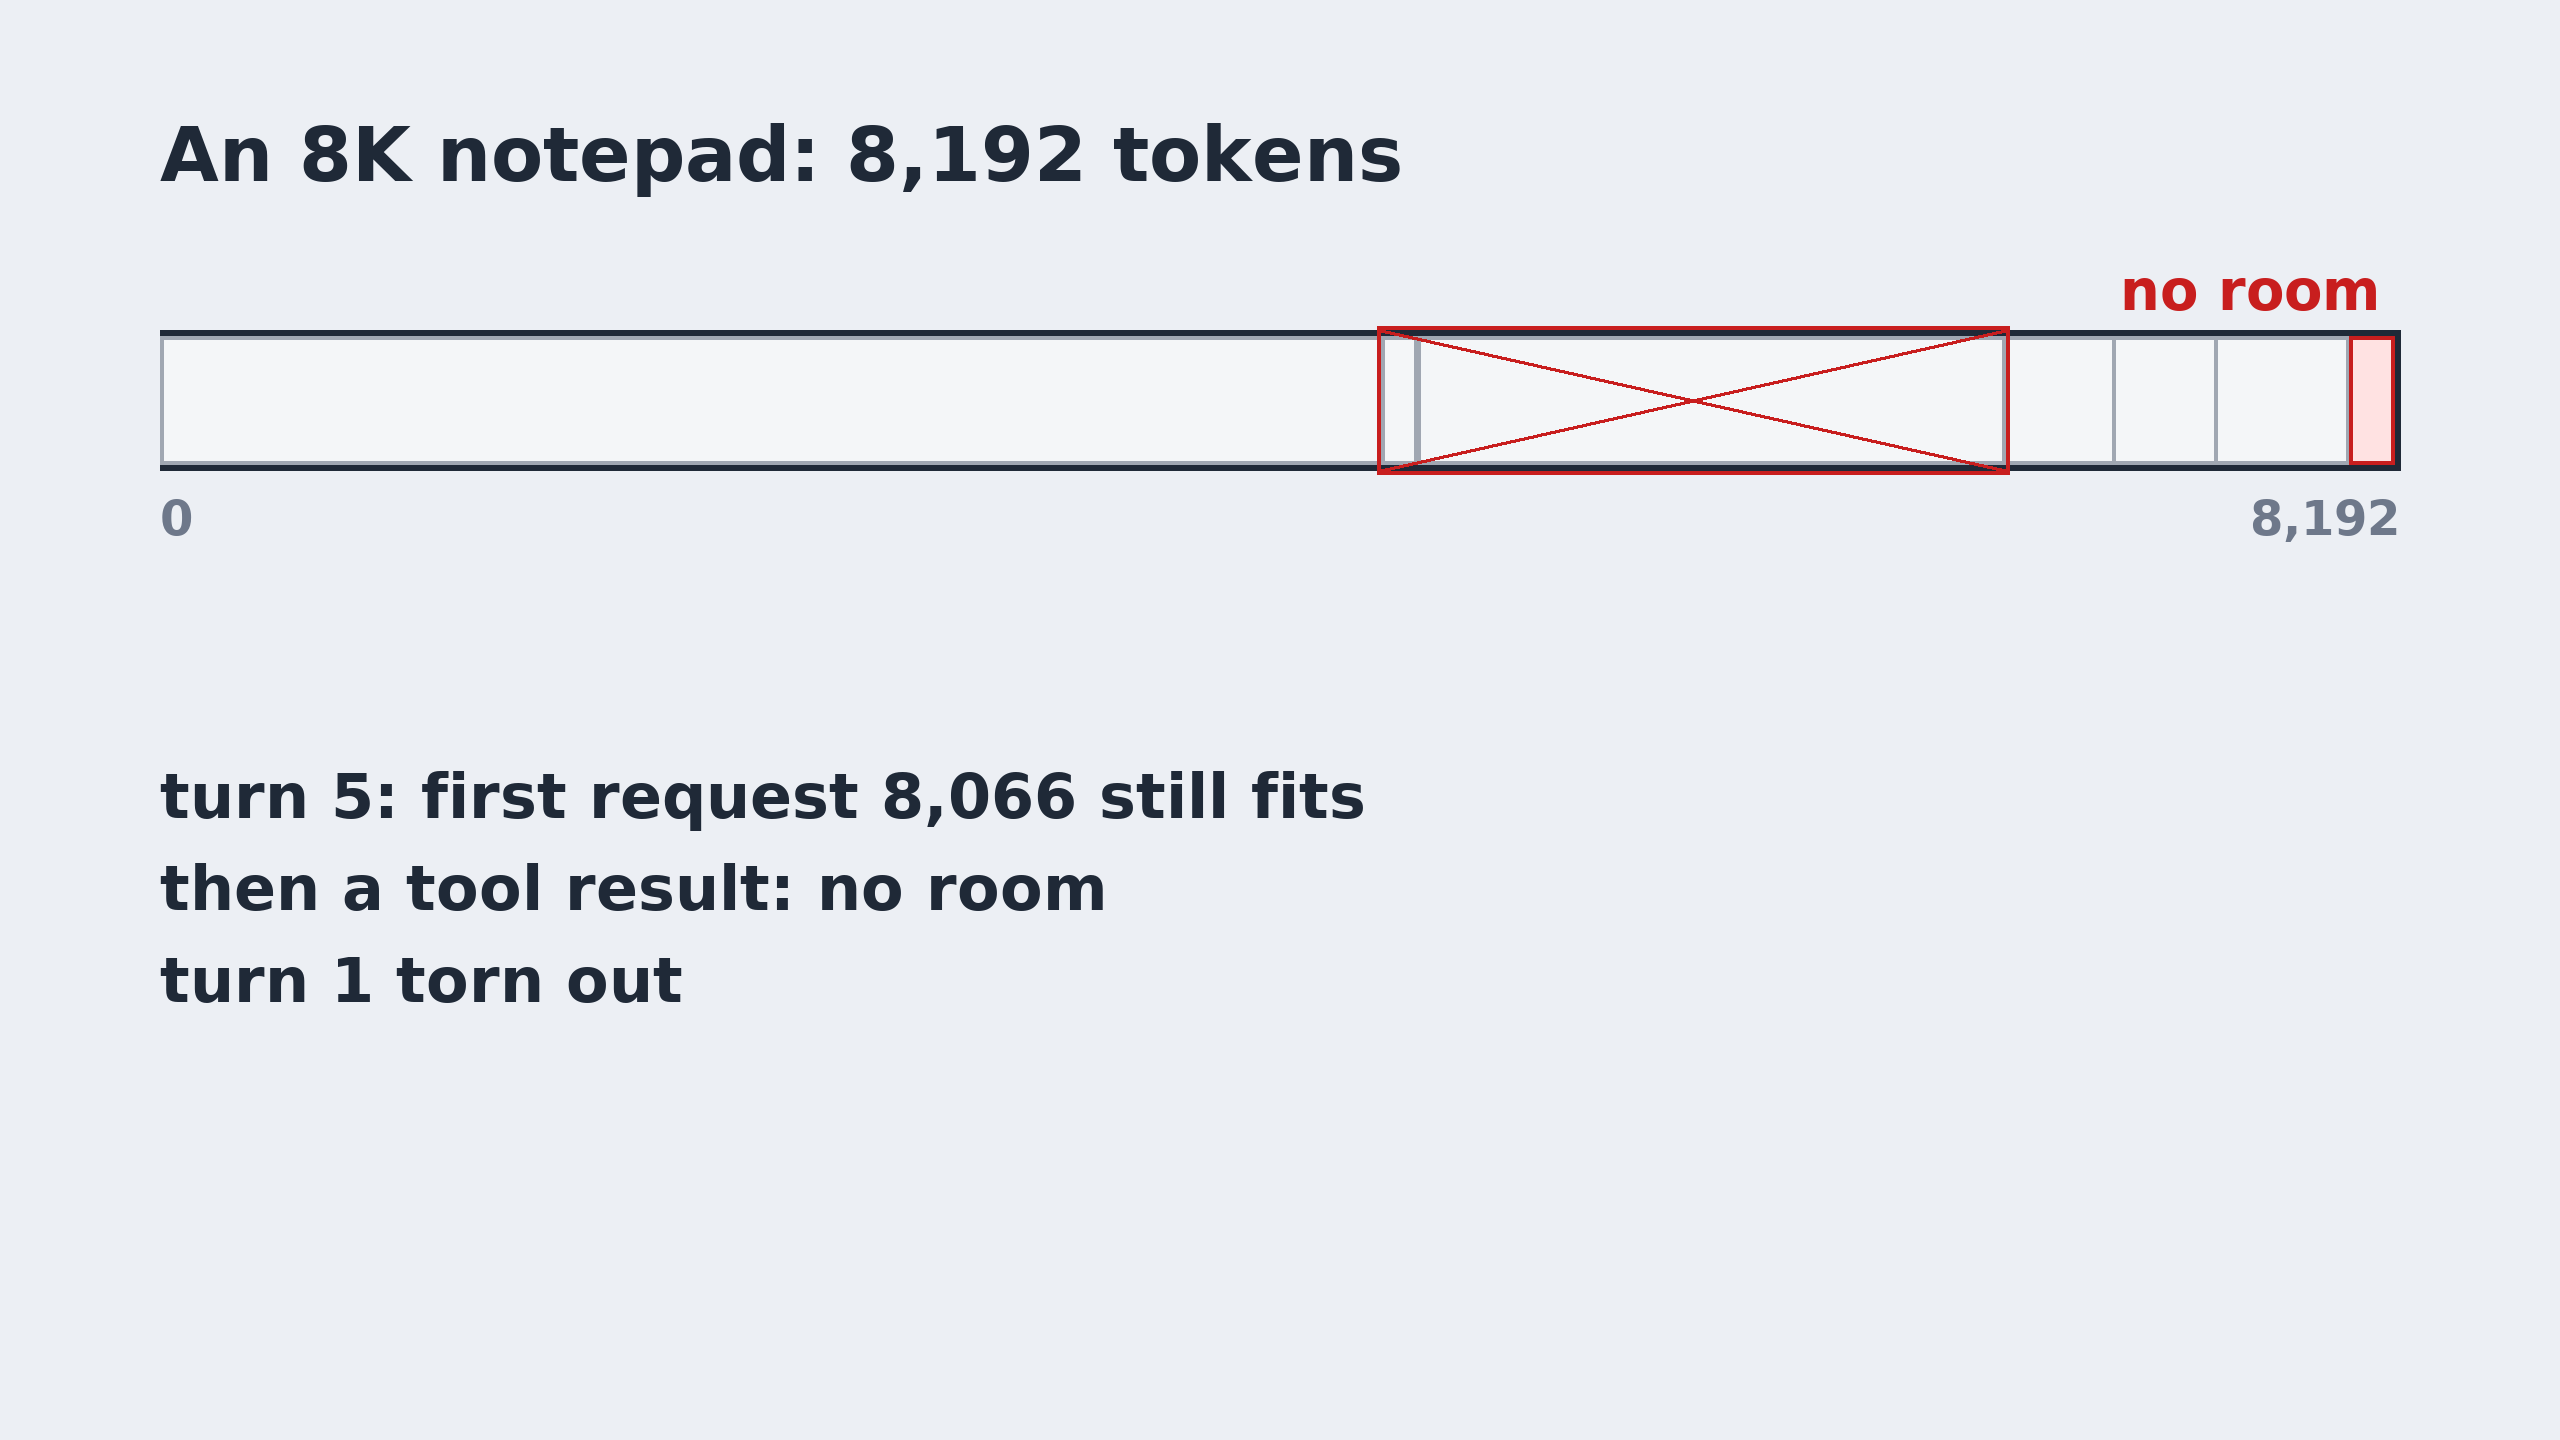 An 8K notepad: 8,192 tokens
no room
0
8,192
turn 5: first request 8,066 still fits
then a tool result: no room
turn 1 torn out